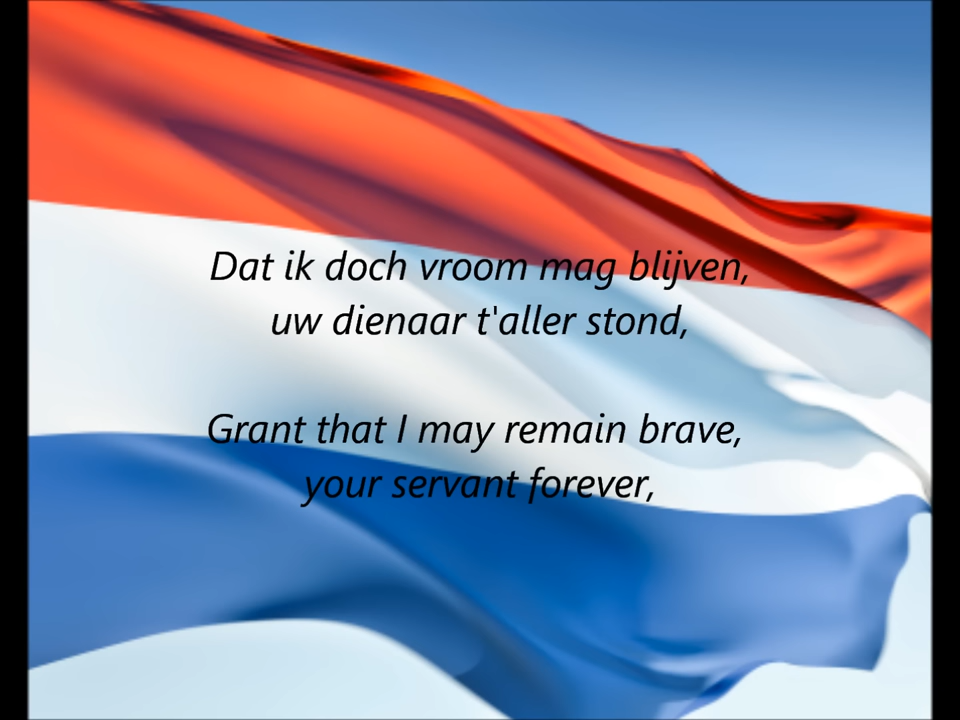 Dat ik doch vroom mag blijven,
uw dienaar t'aller stond,
Grant that I may remain brave,
your servant forever,